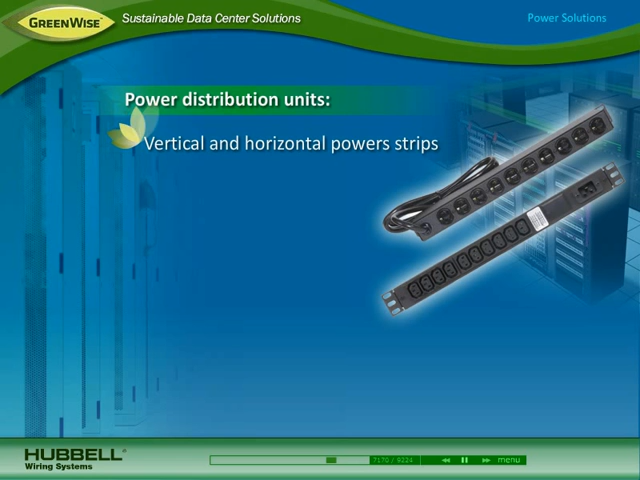 GREENWISE
Sustainable Data Center Solutions
Power Solutions
Power distribution units:
Vertical and horizontal powers strips
HUBBELL
Wiring Systems
7170 / 9224
menu